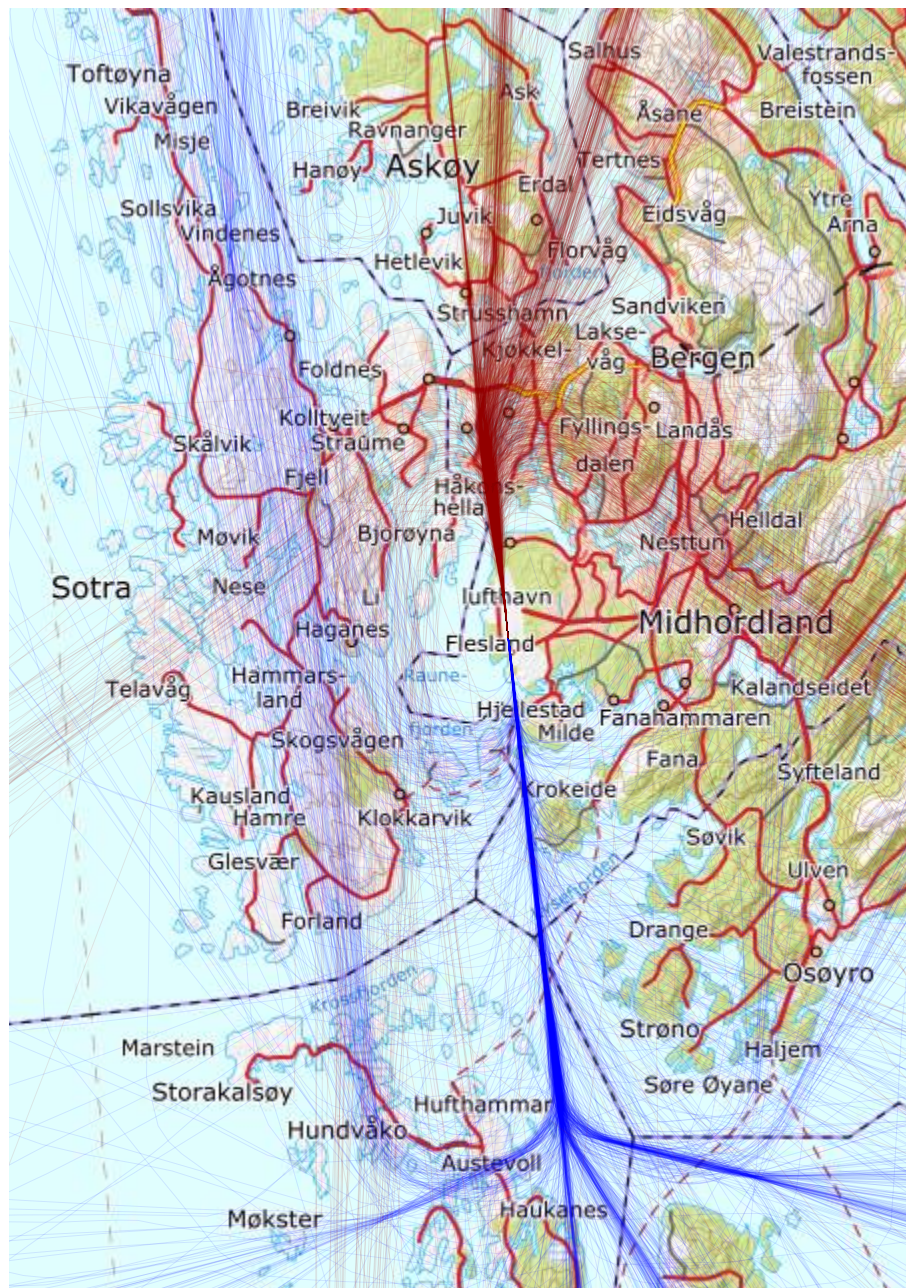 Salhus
Valestrands-
fossen
Toftøyna
Vikavågen
Ask
Breivik
Åsane
Breistein
Ravnanger
Misje
Askøy
Tertnes
Hanøy
Erdal
Ytre
Arna
Sollsvika
Juvik
Eidsvåg
Vindenes
Florvåg
Hetlevik
fjorden
Ågotnes
Sandviken
Strusshamn
Lakse-
våg
Kjøkkel-
Bergen
Foldnes
Kolltveit
Straume
Fyllings-
dalen
Landås
Skålvik
Fjell
Håkonshella
Helldal
Møvik
Bjorøyna
Nesttun
Sotra
Nese
Li
lufthavn
Haganes
Midhordland
Flesland
Hammars-
land
Raune-
fjorden
Telavåg
Kalandseidet
Hjellestad
Fanahammaren
Milde
Skogsvågen
Fana
Syfteland
Kausland
Krokeide
Hamre
Klokkarvik
Søvik
Glesvær
Ulven
Lysefjorden
Forland
Drange
Osøyro
Krossfjorden
Strøno
Marstein
Haljem
Storakalsøy
Søre Øyane
Hufthammar
Hundvåko
Austevoll
Møkster
Haukanes